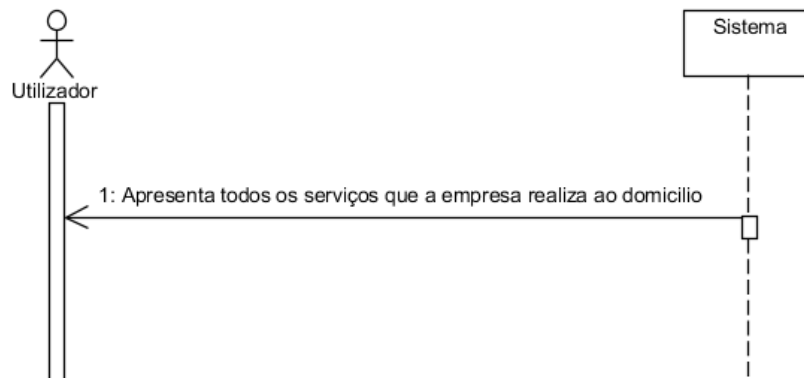 Sistema
Utilizador
1: Apresenta todos os serviços que a empresa realiza ao domicilio